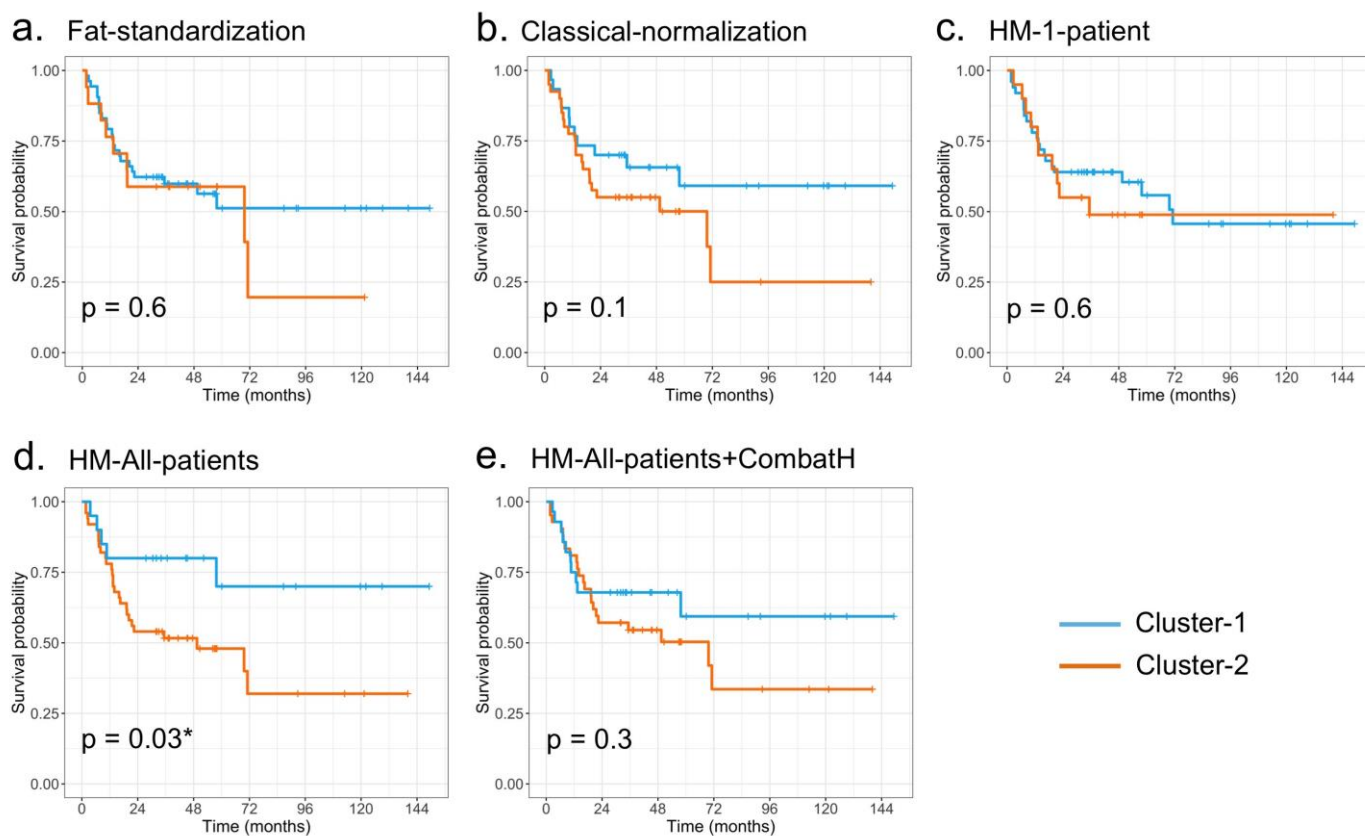 a. Fat-standardization
1.00
0.75
0.50
0.25
0.00
Survival probability
p = 0.6
0 24 48 72 96 120 144
Time (months)
b. Classical-normalization
1.00
0.75
0.50
0.25
0.00
Survival probability
p = 0.1
0 24 48 72 96 120 144
Time (months)
c. HM-1-patient
1.00
0.75
0.50
0.25
0.00
Survival probability
p = 0.6
0 24 48 72 96 120 144
Time (months)
d. HM-All-patients
1.00
0.75
0.50
0.25
0.00
Survival probability
p = 0.03*
0 24 48 72 96 120 144
Time (months)
e. HM-All-patients+CombatH
1.00
0.75
0.50
0.25
0.00
Survival probability
p = 0.3
0 24 48 72 96 120 144
Time (months)
Cluster-1
Cluster-2